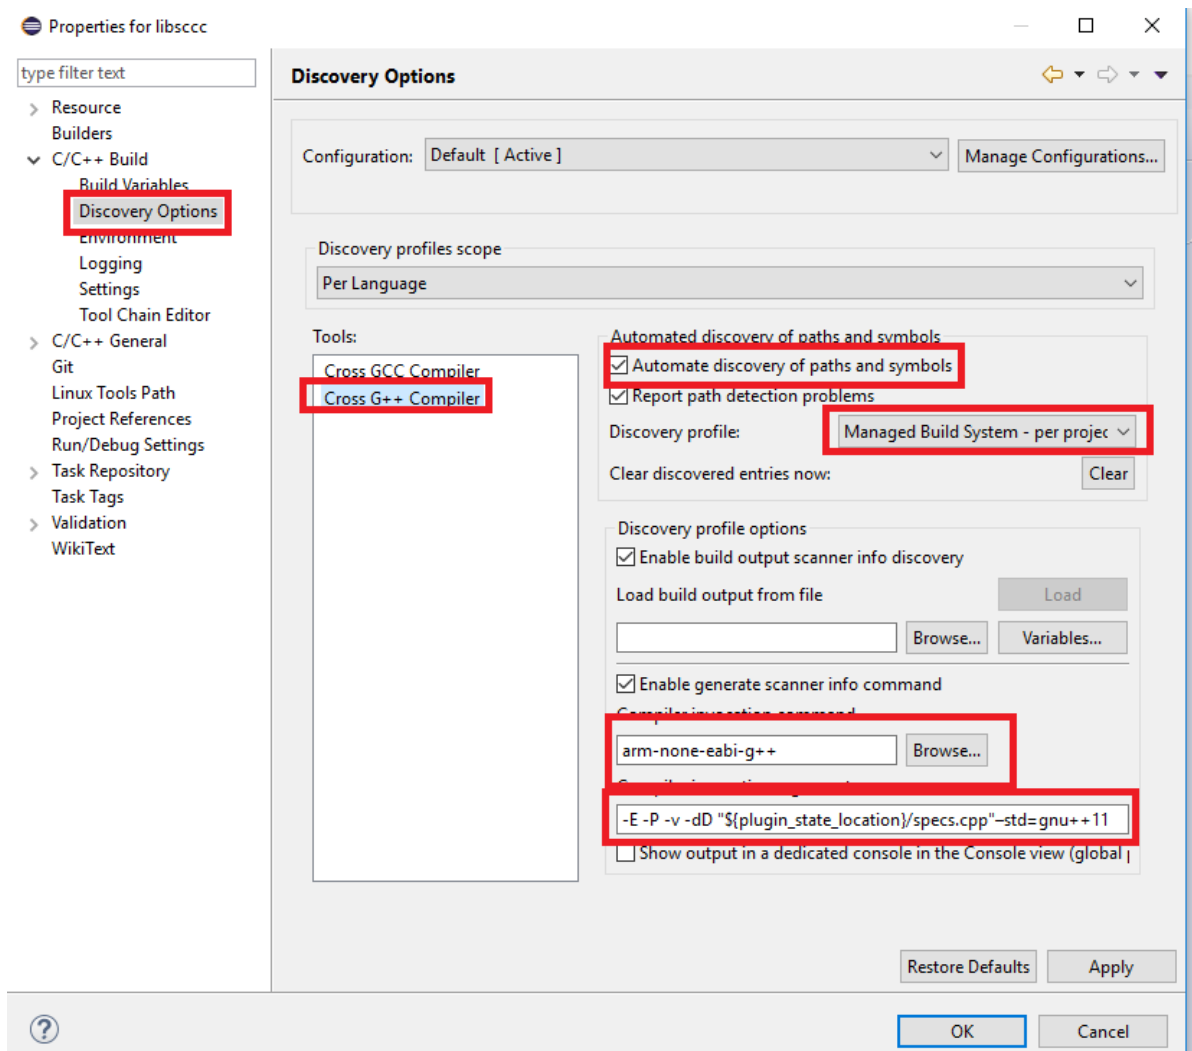 Properties for libsccc
type filter text
Resource
Builders
C/C++ Build
Build Variables
Discovery Options
Environment
Logging
Settings
Tool Chain Editor
C/C++ General
Git
Linux Tools Path
Project References
Run/Debug Settings
Task Repository
Task Tags
Validation
WikiText
Discovery Options
Configuration: Default [ Active ] Manage Configurations...
Discovery profiles scope
Per Language
Tools:
Cross GCC Compiler
Cross G++ Compiler
Automated discovery of paths and symbols
Automate discovery of paths and symbols
Report path detection problems
Discovery profile: Managed Build System - per projec
Clear discovered entries now: Clear
Discovery profile options
Enable build output scanner info discovery
Load build output from file Load
Browse... Variables...
Enable generate scanner info command
Compiler invocation command
arm-none-eabi-g++ Browse...
-E -P -v -dD "${plugin_state_location}/specs.cpp"–std=gnu++11
Show output in a dedicated console in the Console view (global
Restore Defaults Apply
OK Cancel